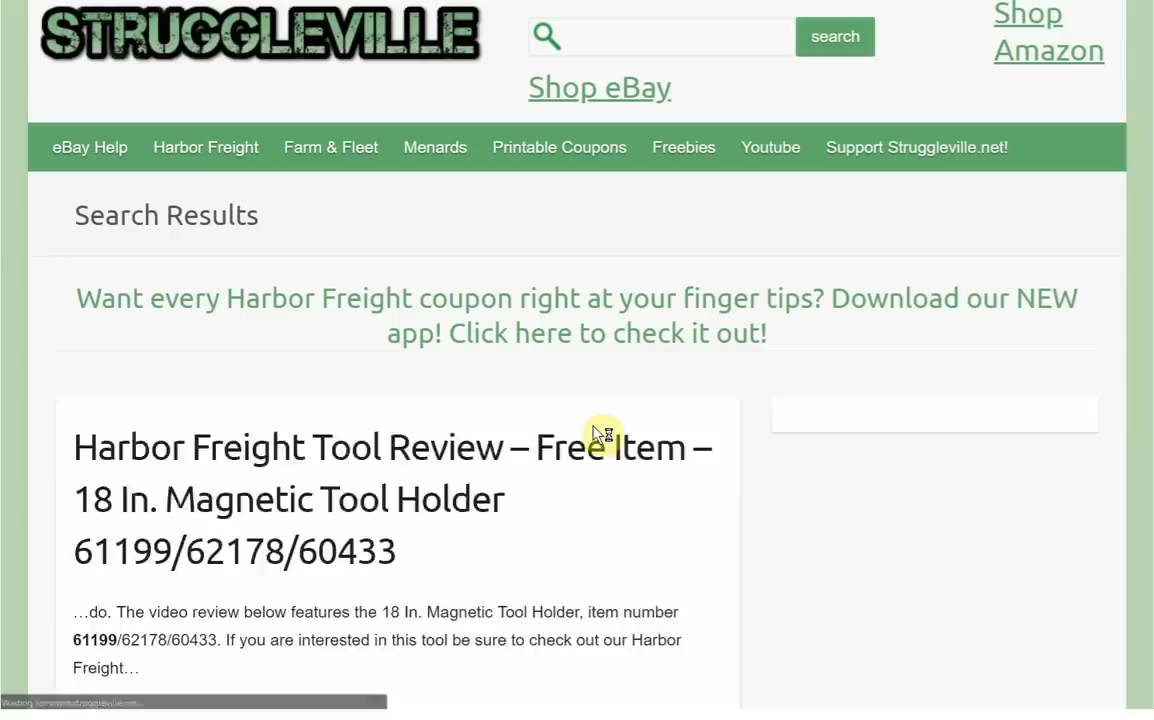 STRUGGLEVILLE
search
Shop eBay
Shop
Amazon
eBay Help Harbor Freight Farm & Fleet Menards Printable Coupons Freebies Youtube Support Struggleville.net!
Search Results
Want every Harbor Freight coupon right at your finger tips? Download our NEW
app! Click here to check it out!
Harbor Freight Tool Review – Free Item –
18 In. Magnetic Tool Holder
61199/62178/60433
…do. The video review below features the 18 In. Magnetic Tool Holder, item number
61199/62178/60433. If you are interested in this tool be sure to check out our Harbor
Freight…